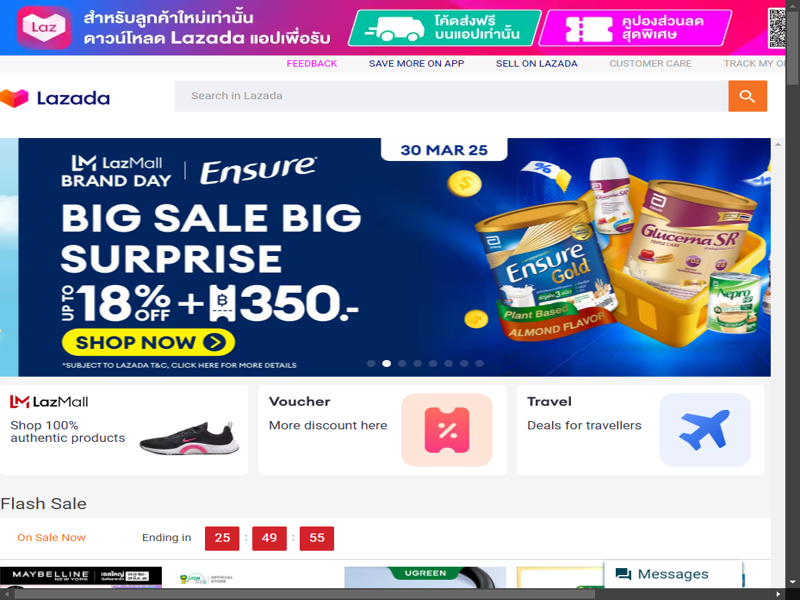 Laz
สำหรับลูกค้าใหม่เท่านั้น
ดาวน์โหลด Lazada แอปเพื่อรับ
โค้ดส่งฟรี
บนแอปเท่านั้น
คูปองส่วนลด
สุดพิเศษ
FEEDBACK
SAVE MORE ON APP
SELL ON LAZADA
CUSTOMER CARE
TRACK MY O
Lazada
Search in Lazada
30 MAR 25
LM LazMall
BRAND DAY
Ensure
BIG SALE BIG
SURPRISE
UP TO 18% OFF + ฿ 350.-
SHOP NOW
*SUBJECT TO LAZADA T&C, CLICK HERE FOR MORE DETAILS
Ensure
Gold
Plant Based
ALMOND FLAVOR
Glucerna SR
TRIPLE CARE
Nepro
LM LazMall
Shop 100%
authentic products
Voucher
More discount here
Travel
Deals for travellers
Flash Sale
On Sale Now
Ending in
25 : 49 : 55
MAYBELLINE
NEW YORK
OFFICIAL
STORE
UGREEN
Messages